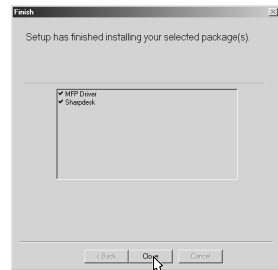 Finish
Setup has finished installing your selected package(s).
MFP Driver
Sharpdesk
< Back
Close
Cancel